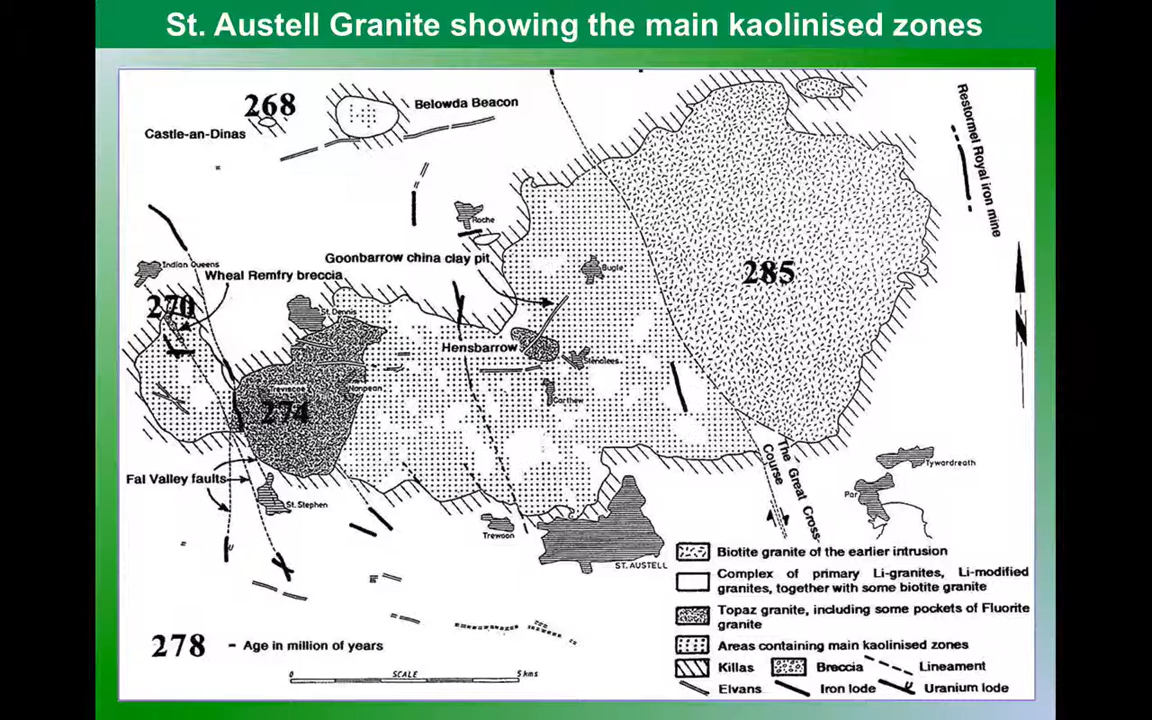 St. Austell Granite showing the main kaolinised zones
268
Belowda Beacon
Castle-an-Dinas
Restormel Royal iron mine
Roche
Goonbarrow china clay pit
Indian Queens
Wheal Remfry breccia
Bugle
285
270
St. Dennis
Hensbarrow
Stenalees
Treviscoe
Nanpean
274
Carthew
The Great Cross-
Course
Fal Valley faults
St. Stephen
Tywardreath
Par
Trewoon
ST. AUSTELL
U
Biotite granite of the earlier intrusion
Complex of primary Li-granites, Li-modified
granites, together with some biotite granite
Topaz granite, including some pockets of Fluorite
granite
278 - Age in million of years
Areas containing main kaolinised zones
Killas Breccia Lineament
0 SCALE 5 kms
Elvans Iron lode U Uranium lode